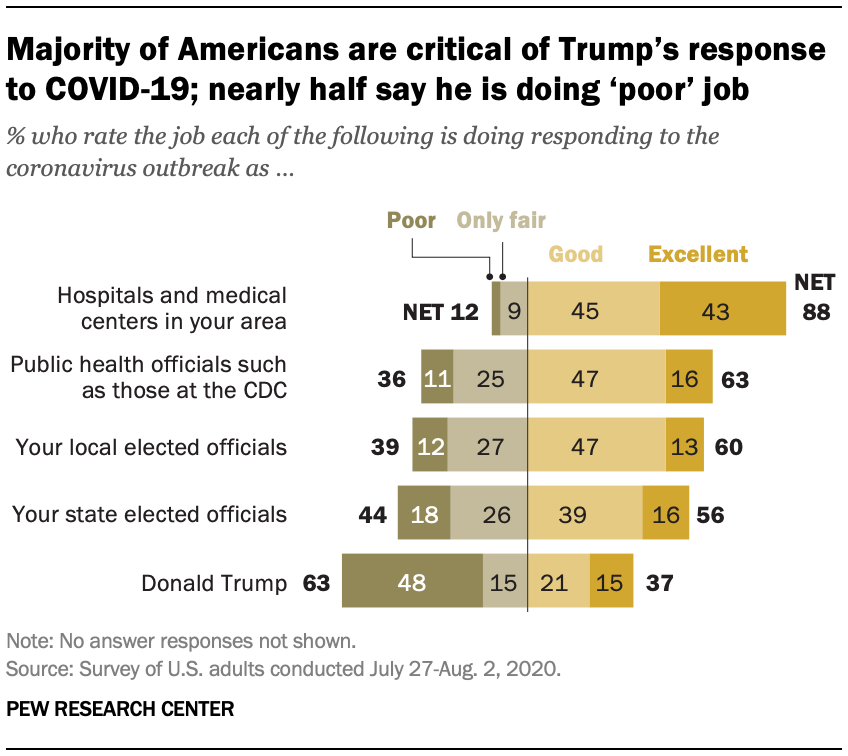 Majority of Americans are critical of Trump’s response
to COVID-19; nearly half say he is doing ‘poor’ job
% who rate the job each of the following is doing responding to the
coronavirus outbreak as ...
Poor Only fair
Good Excellent
Hospitals and medical
centers in your area
NET 12 9 45 43 NET
88
Public health officials such
as those at the CDC
36 11 25 47 16 63
Your local elected officials 39 12 27 47 13 60
Your state elected officials 44 18 26 39 16 56
Donald Trump 63 48 15 21 15 37
Note: No answer responses not shown.
Source: Survey of U.S. adults conducted July 27-Aug. 2, 2020.
PEW RESEARCH CENTER